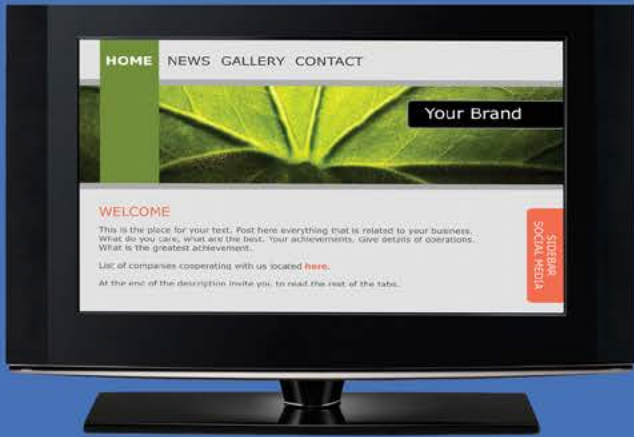 HOME NEWS GALLERY CONTACT
Your Brand
WELCOME
This is the place for your text. Post here everything that is related to your business.
What do you care, what are the best. Your achievements. Give details of operations.
What is the greatest achievement.
List of companies cooperating with us located here.
At the end of the description invite you to read the rest of the tabs.
SIDEBAR
SOCIAL MEDIA